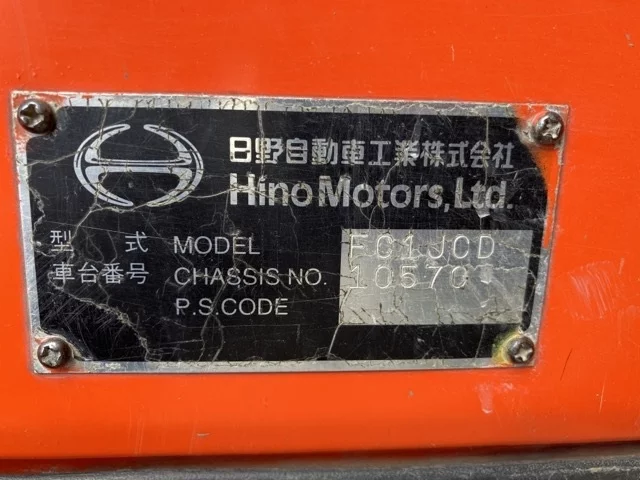 日野自動車工業株式会社
Hino Motors, Ltd.
型 式 MODEL FC1JCD
車台番号 CHASSIS NO. 10570
P.S.CODE